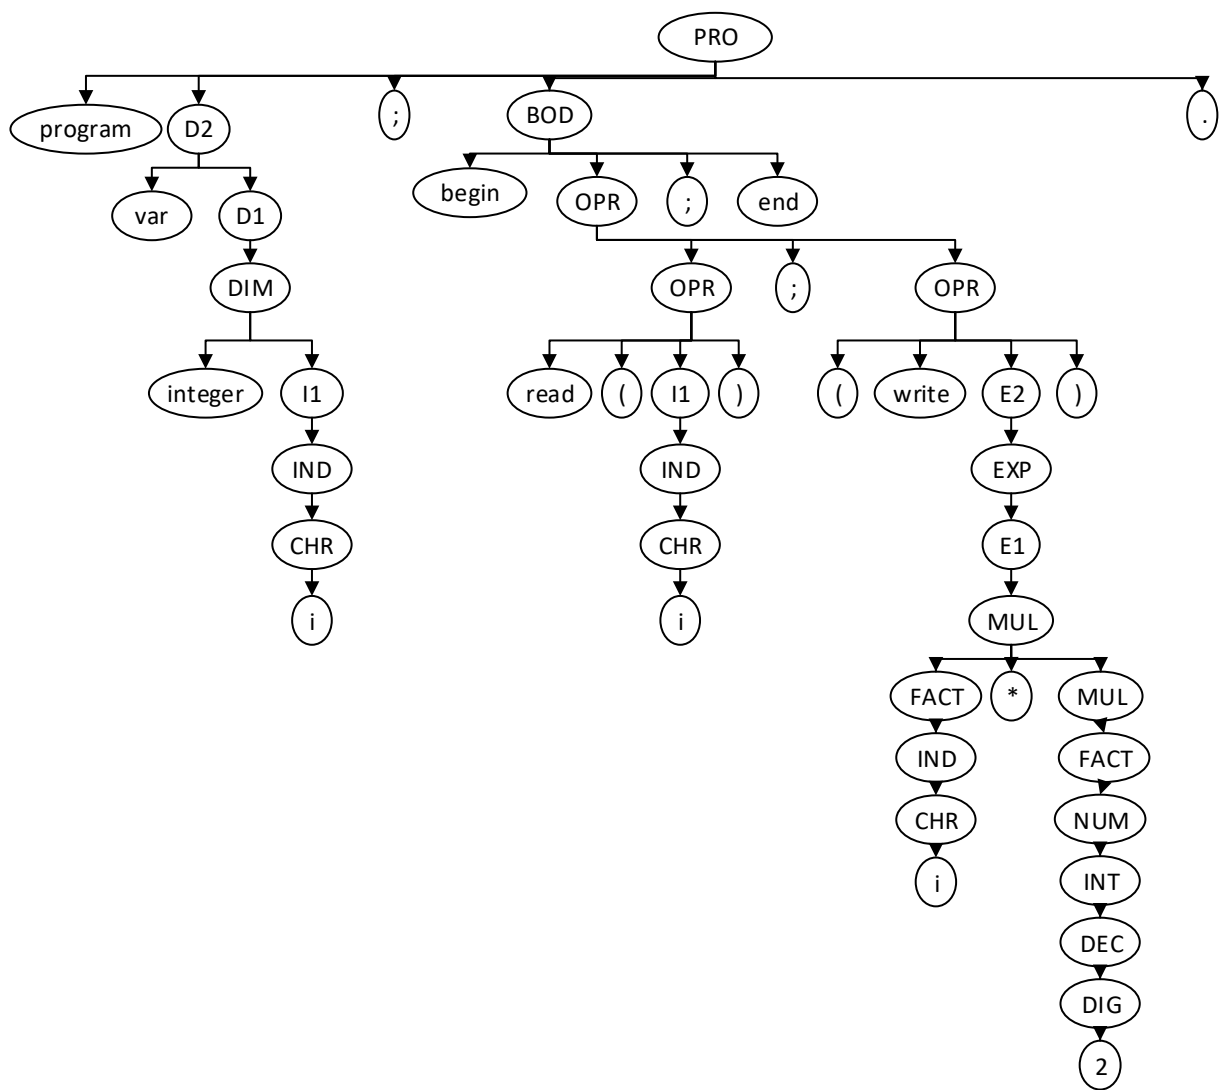 PRO
program D2 ; BOD .
var D1 begin OPR ; end
DIM OPR ; OPR
integer I1 read ( I1 ) ( write E2 )
IND IND EXP
CHR CHR E1
i i MUL
FACT * MUL
IND FACT
CHR NUM
i INT
DEC
DIG
2